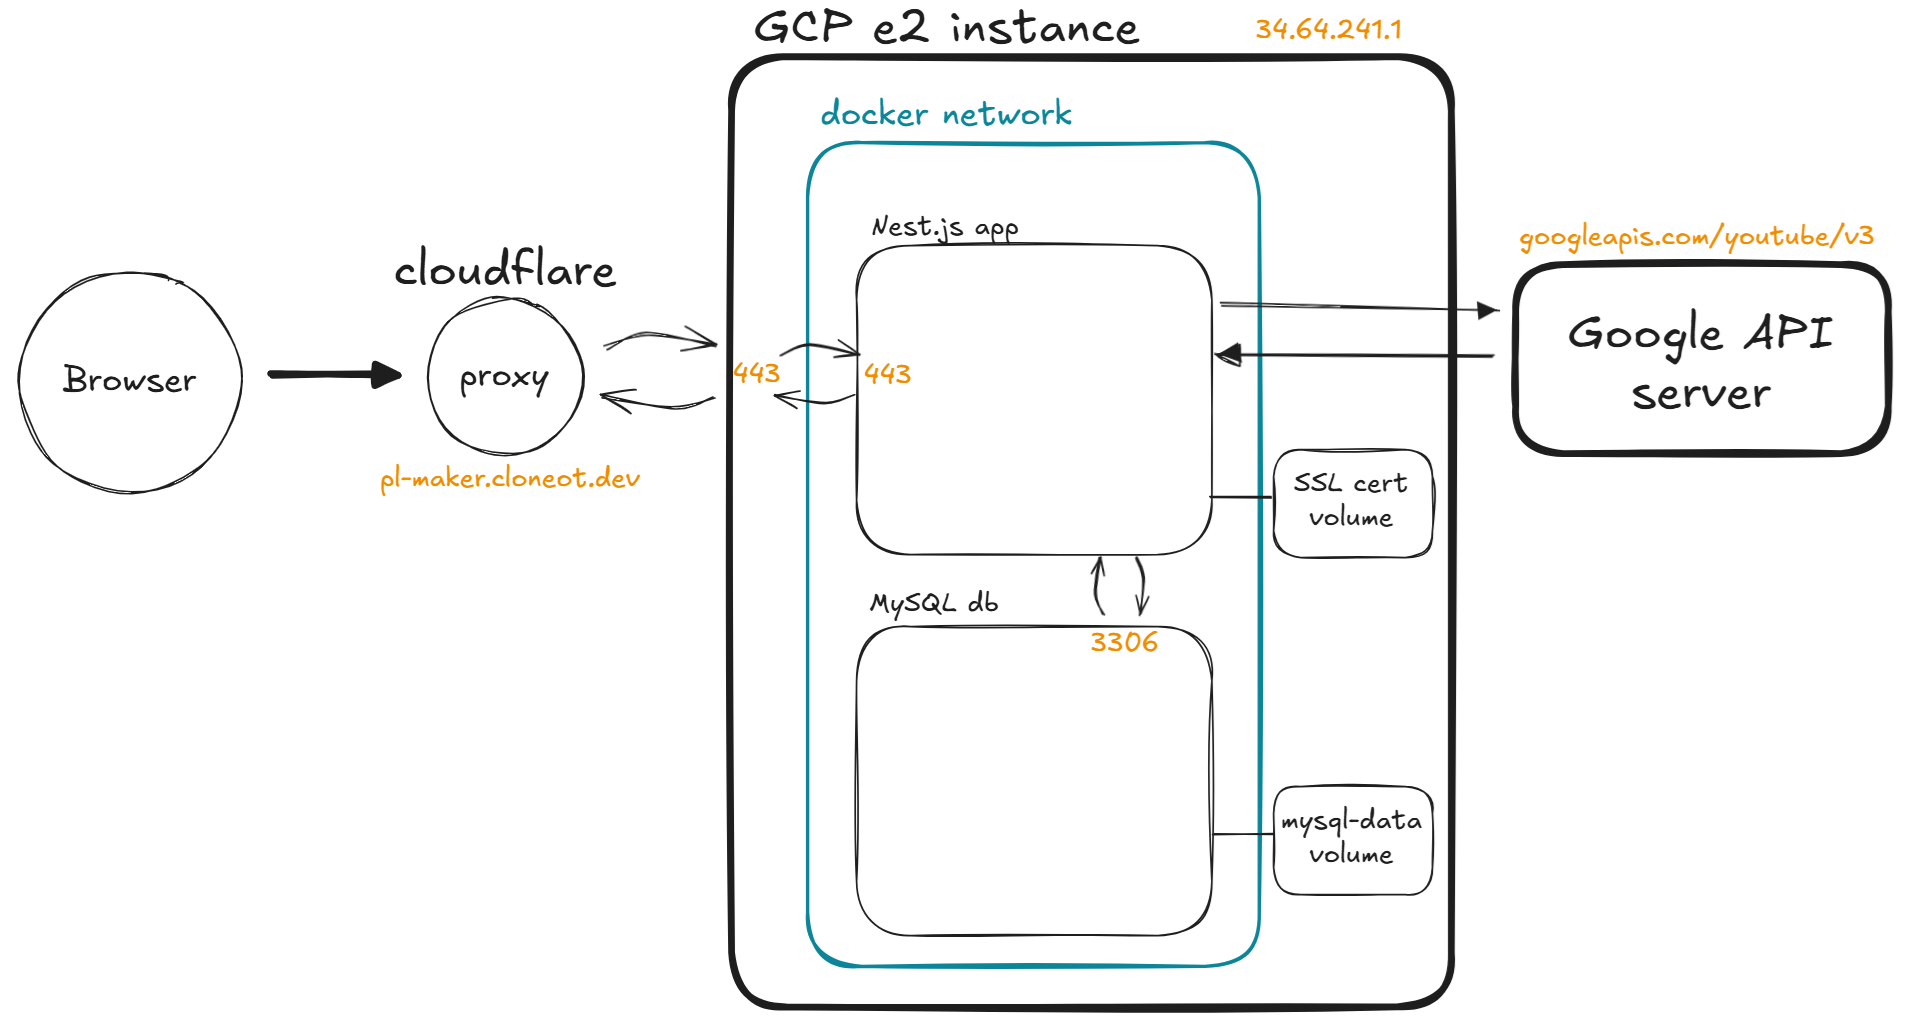 GCP e2 instance
34.64.241.1
docker network
Nest.js app
googleapis.com/youtube/v3
Google API
server
cloudflare
Browser
proxy
443
443
pl-maker.cloneot.dev
SSL cert
volume
MySQL db
3306
mysql-data
volume